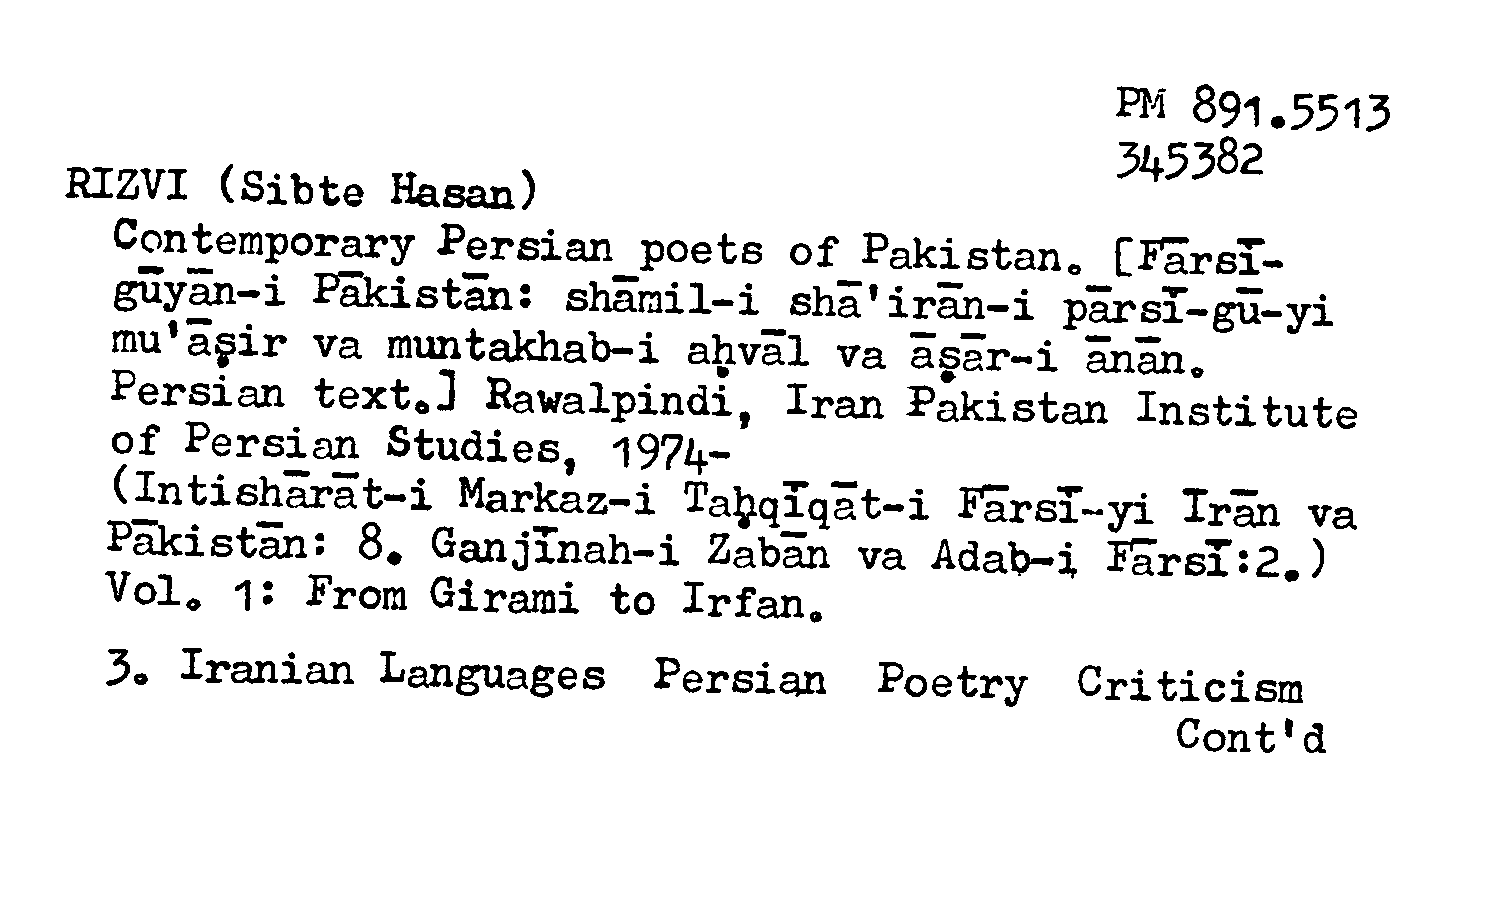 PM 891.5513
345382
RIZVI (Sibte Hasan)
Contemporary Persian poets of Pakistan. [Fārsī-
gūyān-i Pākistān: shāmil-i shā'irān-i pārsī-gū-yi
mu'āṣir va muntakhab-i aḥvāl va āṣār-i ānān.
Persian text.] Rawalpindi, Iran Pakistan Institute
of Persian Studies, 1974-
(Intishārāt-i Markaz-i Taḥqīqāt-i Fārsī-yi Irān va
Pākistān: 8. Ganjīnah-i Zabān va Adab-i Fārsī:2.)
Vol. 1: From Girami to Irfan.
3. Iranian Languages Persian Poetry Criticism
Cont'd